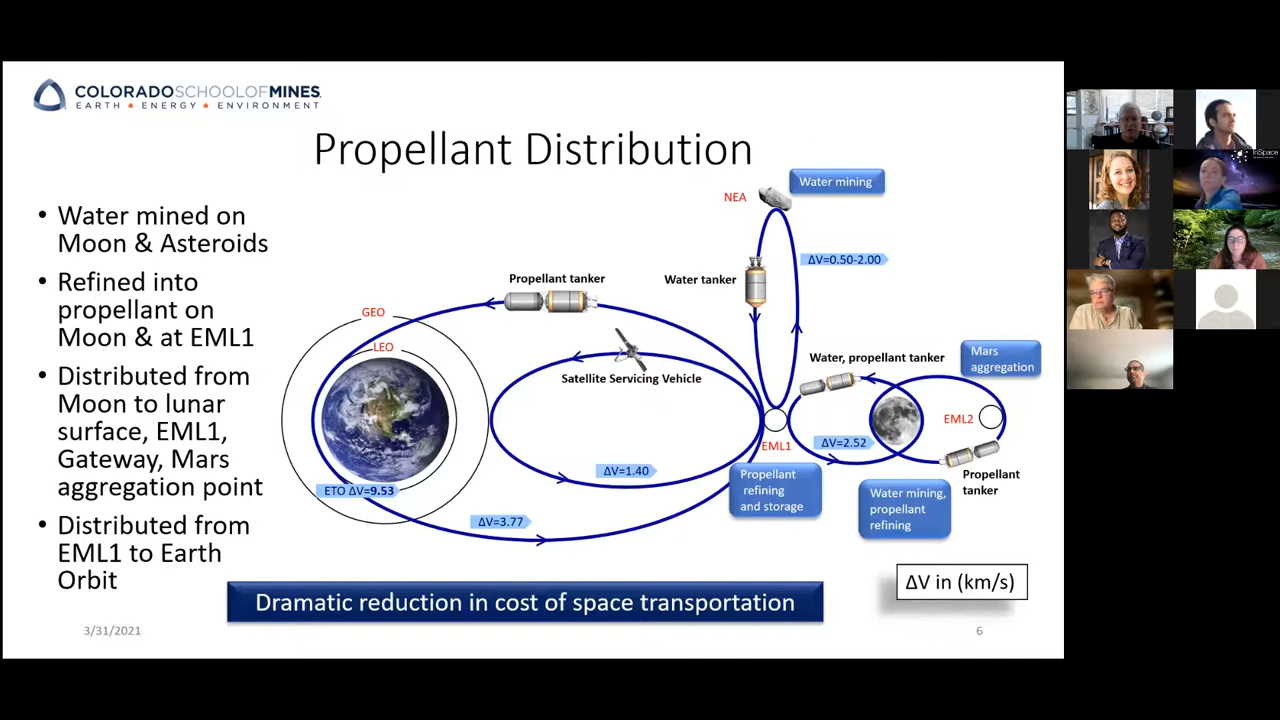 COLORADOSCHOOLOFMINES.
EARTH • ENERGY • ENVIRONMENT
Propellant Distribution
• Water mined on
Moon & Asteroids
• Refined into
propellant on
Moon & at EML1
• Distributed from
Moon to lunar
surface, EML1,
Gateway, Mars
aggregation point
• Distributed from
EML1 to Earth
Orbit
NEA
Water mining
ΔV=0.50-2.00
Propellant tanker
Water tanker
GEO
LEO
Satellite Servicing Vehicle
Water, propellant tanker
Mars
aggregation
EML1
EML2
ΔV=2.52
ΔV=1.40
ETO ΔV=9.53
ΔV=3.77
Propellant
refining
and storage
Propellant
tanker
Water mining,
propellant
refining
ΔV in (km/s)
Dramatic reduction in cost of space transportation
3/31/2021
6
InSpace